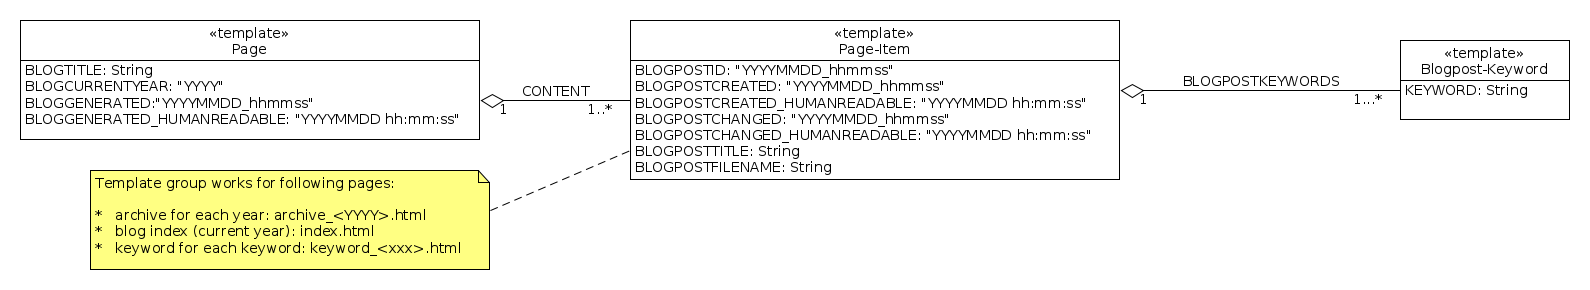 «template»
Page
BLOGTITLE: String
BLOGCURRENTYEAR: "YYYY"
BLOGGENERATED:"YYYYMMDD_hhmmss"
BLOGGENERATED_HUMANREADABLE: "YYYYMMDD hh:mm:ss"
CONTENT
1
1..*
«template»
Page-Item
BLOGPOSTID: "YYYYMMDD_hhmmss"
BLOGPOSTCREATED: "YYYYMMDD_hhmmss"
BLOGPOSTCREATED_HUMANREADABLE: "YYYYMMDD hh:mm:ss"
BLOGPOSTCHANGED: "YYYYMMDD_hhmmss"
BLOGPOSTCHANGED_HUMANREADABLE: "YYYYMMDD hh:mm:ss"
BLOGPOSTTITLE: String
BLOGPOSTFILENAME: String
BLOGPOSTKEYWORDS
1
1...*
«template»
Blogpost-Keyword
KEYWORD: String
Template group works for following pages:
* archive for each year: archive_<YYYY>.html
* blog index (current year): index.html
* keyword for each keyword: keyword_<xxx>.html